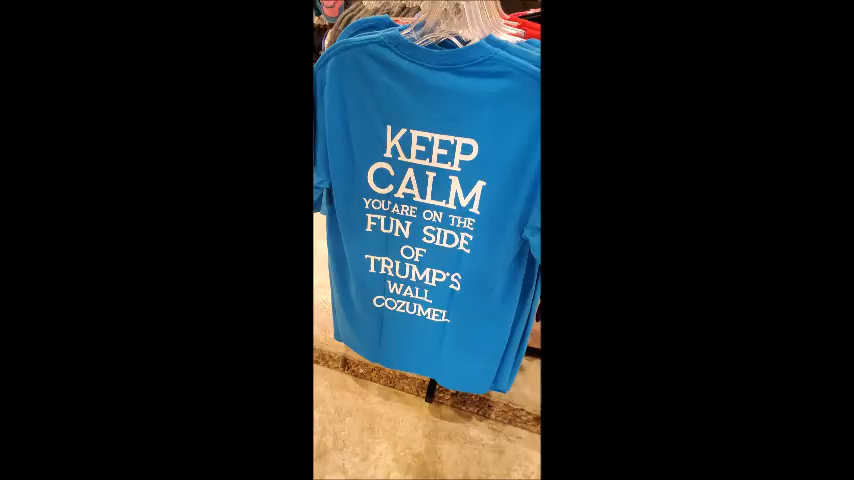 KEEP
CALM
YOU ARE ON THE
FUN SIDE
OF
TRUMP'S
WALL
COZUMEL